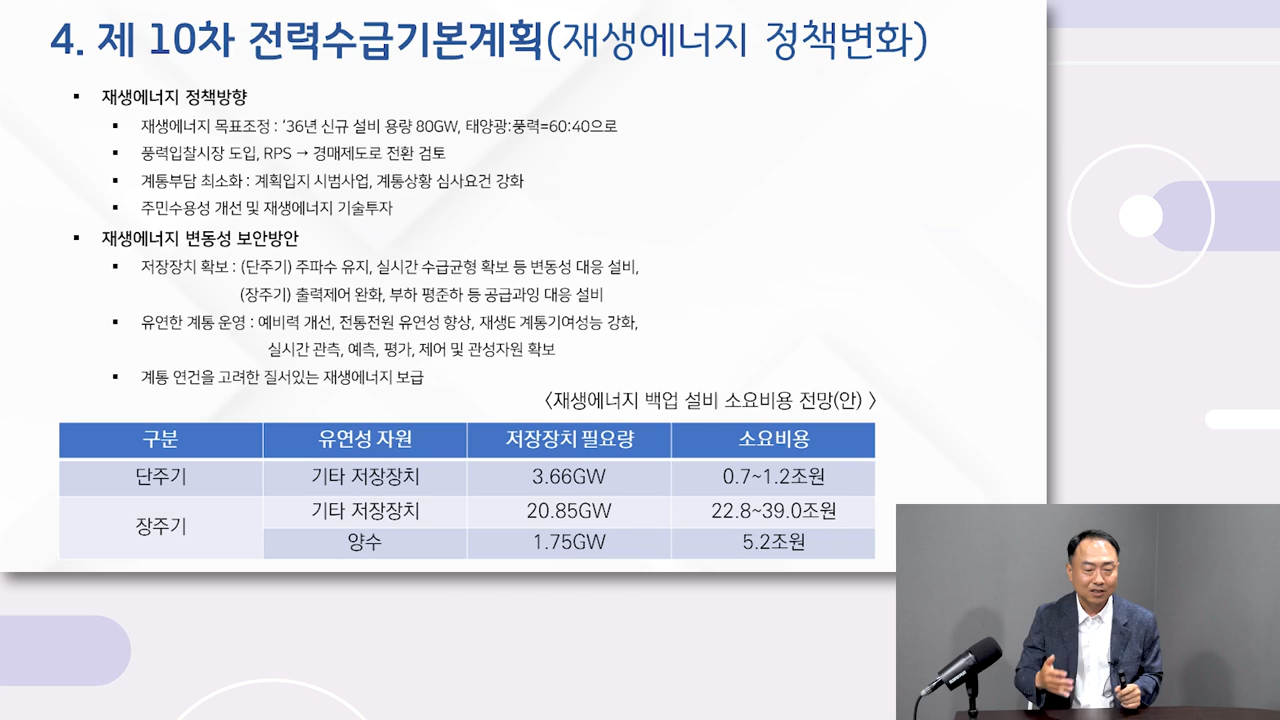 4. 제 10차 전력수급기본계획(재생에너지 정책변화)
▪ 재생에너지 정책방향
▪ 재생에너지 목표조정 : ‘36년 신규 설비 용량 80GW, 태양광:풍력=60:40으로
▪ 풍력입찰시장 도입, RPS → 경매제도로 전환 검토
▪ 계통부담 최소화 : 계획입지 시범사업, 계통상황 심사요건 강화
▪ 주민수용성 개선 및 재생에너지 기술투자
▪ 재생에너지 변동성 보안방안
▪ 저장장치 확보 : (단주기) 주파수 유지, 실시간 수급균형 확보 등 변동성 대응 설비,
(장주기) 출력제어 완화, 부하 평준하 등 공급과잉 대응 설비
▪ 유연한 계통 운영 : 예비력 개선, 전통전원 유연성 향상, 재생E 계통기여성능 강화,
실시간 관측, 예측, 평가, 제어 및 관성자원 확보
▪ 계통 연건을 고려한 질서있는 재생에너지 보급
〈재생에너지 백업 설비 소요비용 전망(안) 〉
구분 유연성 자원 저장장치 필요량 소요비용
단주기 기타 저장장치 3.66GW 0.7~1.2조원
장주기 기타 저장장치 20.85GW 22.8~39.0조원
양수 1.75GW 5.2조원